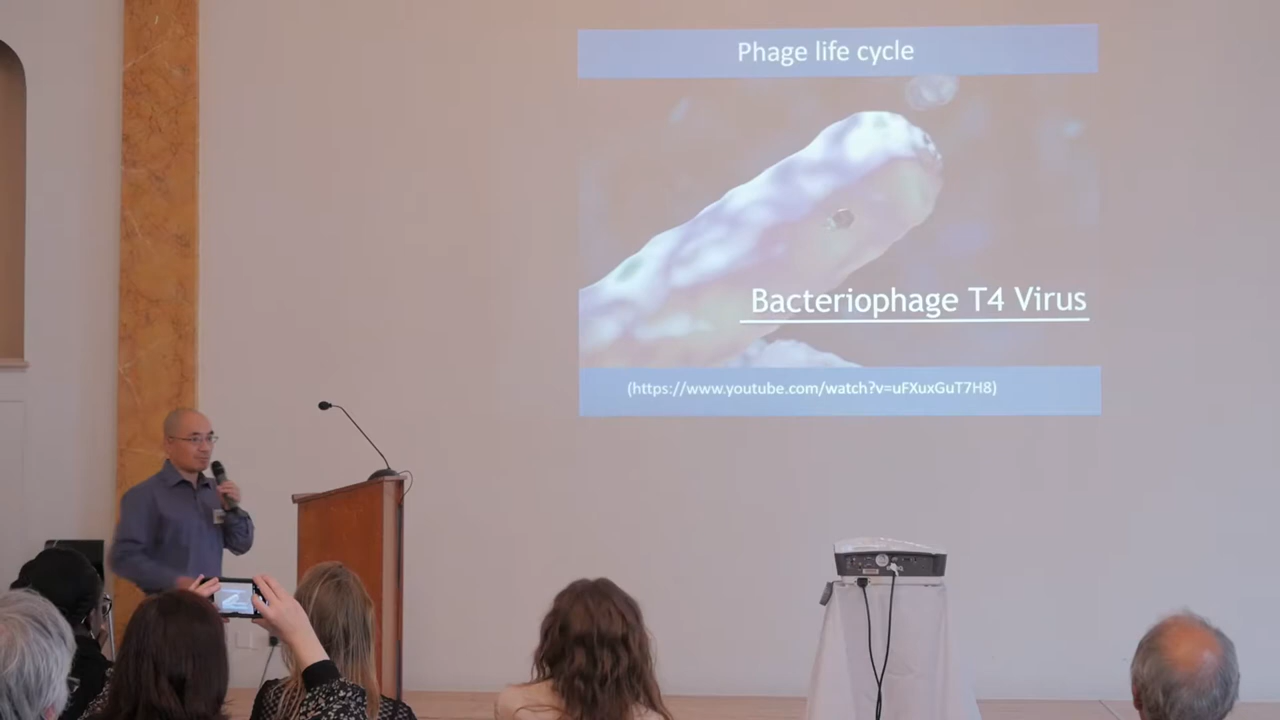 Phage life cycle
Bacteriophage T4 Virus
(https://www.youtube.com/watch?v=uFXuxGuT7H8)